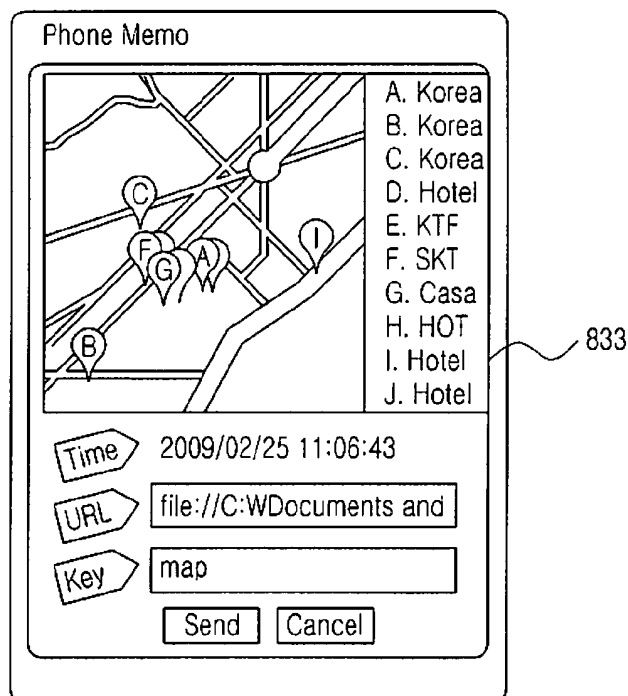 Phone Memo
A. Korea
B. Korea
C. Korea
D. Hotel
E. KTF
F. SKT
G. Casa
H. HOT
I. Hotel
J. Hotel
C
F
G
A
I
B
833
Time 2009/02/25 11:06:43
URL file://C:WDocuments and
Key map
Send Cancel